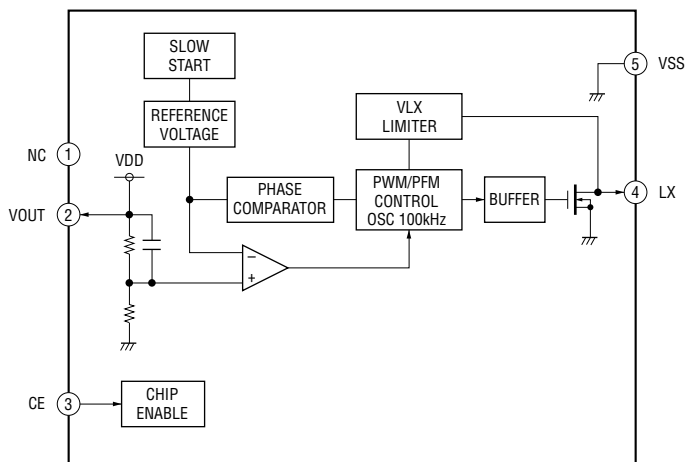 SLOW
START
REFERENCE
VOLTAGE
VLX
LIMITER
5 VSS
NC 1
VDD
VOUT 2
PHASE
COMPARATOR
PWM/PFM
CONTROL
OSC 100kHz
BUFFER
4 LX
−
+
CE 3
CHIP
ENABLE